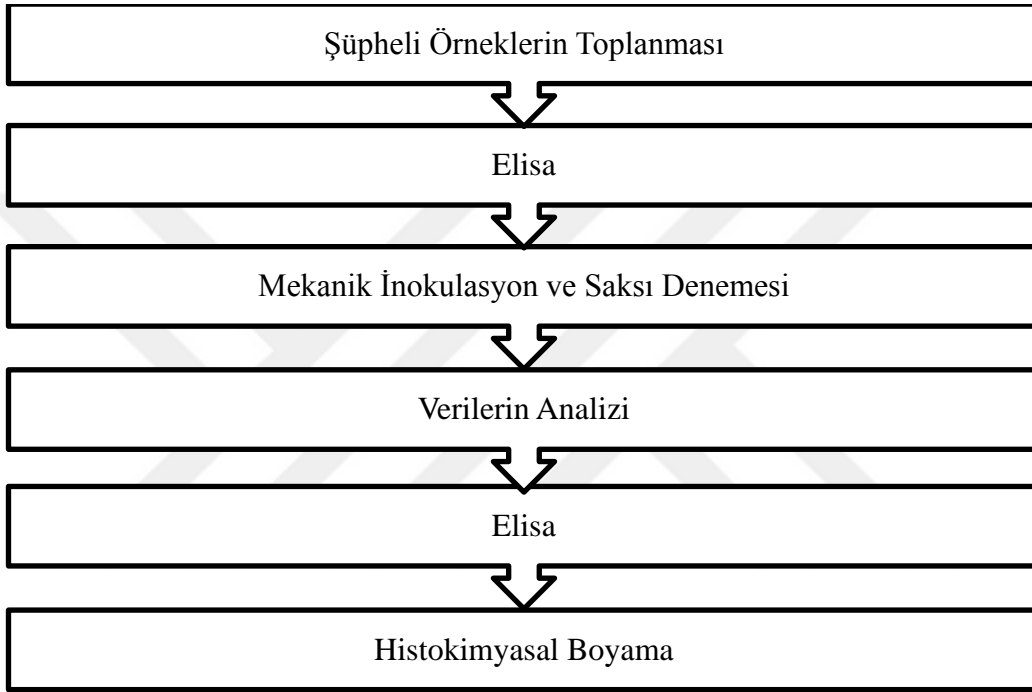 Şüpheli Örneklerin Toplanması
Elisa
Mekanik İnokulasyon ve Saksı Denemesi
Verilerin Analizi
Elisa
Histokimyasal Boyama